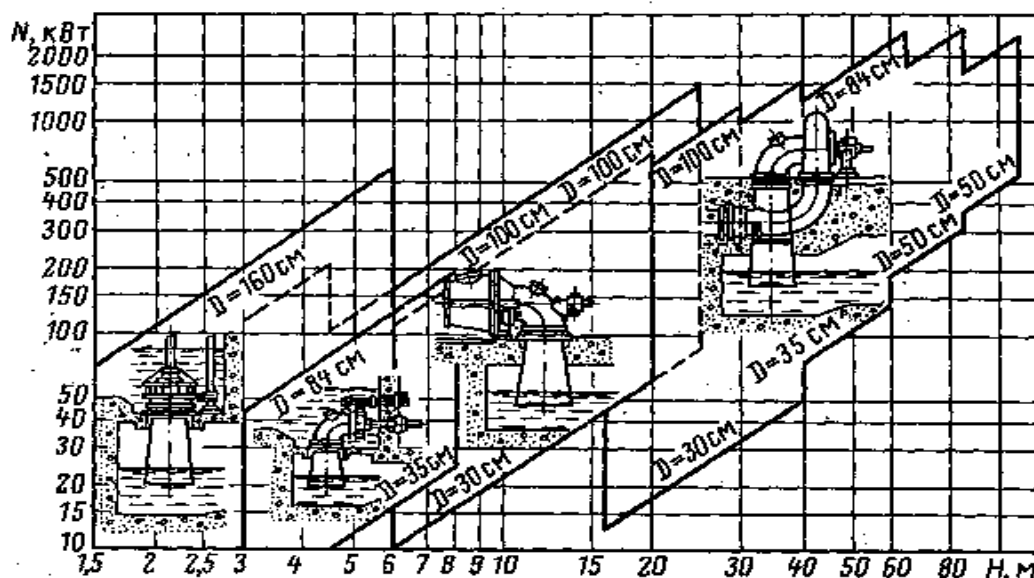 N, кВт
2000
1500
1000
500
400
300
200
150
100
50
40
30
20
15
10
D=160 см
D=84 см
D=35 см
D=30 см
D=100 см
D=100 см
D=100 см
D=84 см
D=50 см
D=50 см
D=35 см
D=30 см
1,5 2 2,5 3 4 5 6 7 8 9 10 20 30 40 50 60 80 H, м